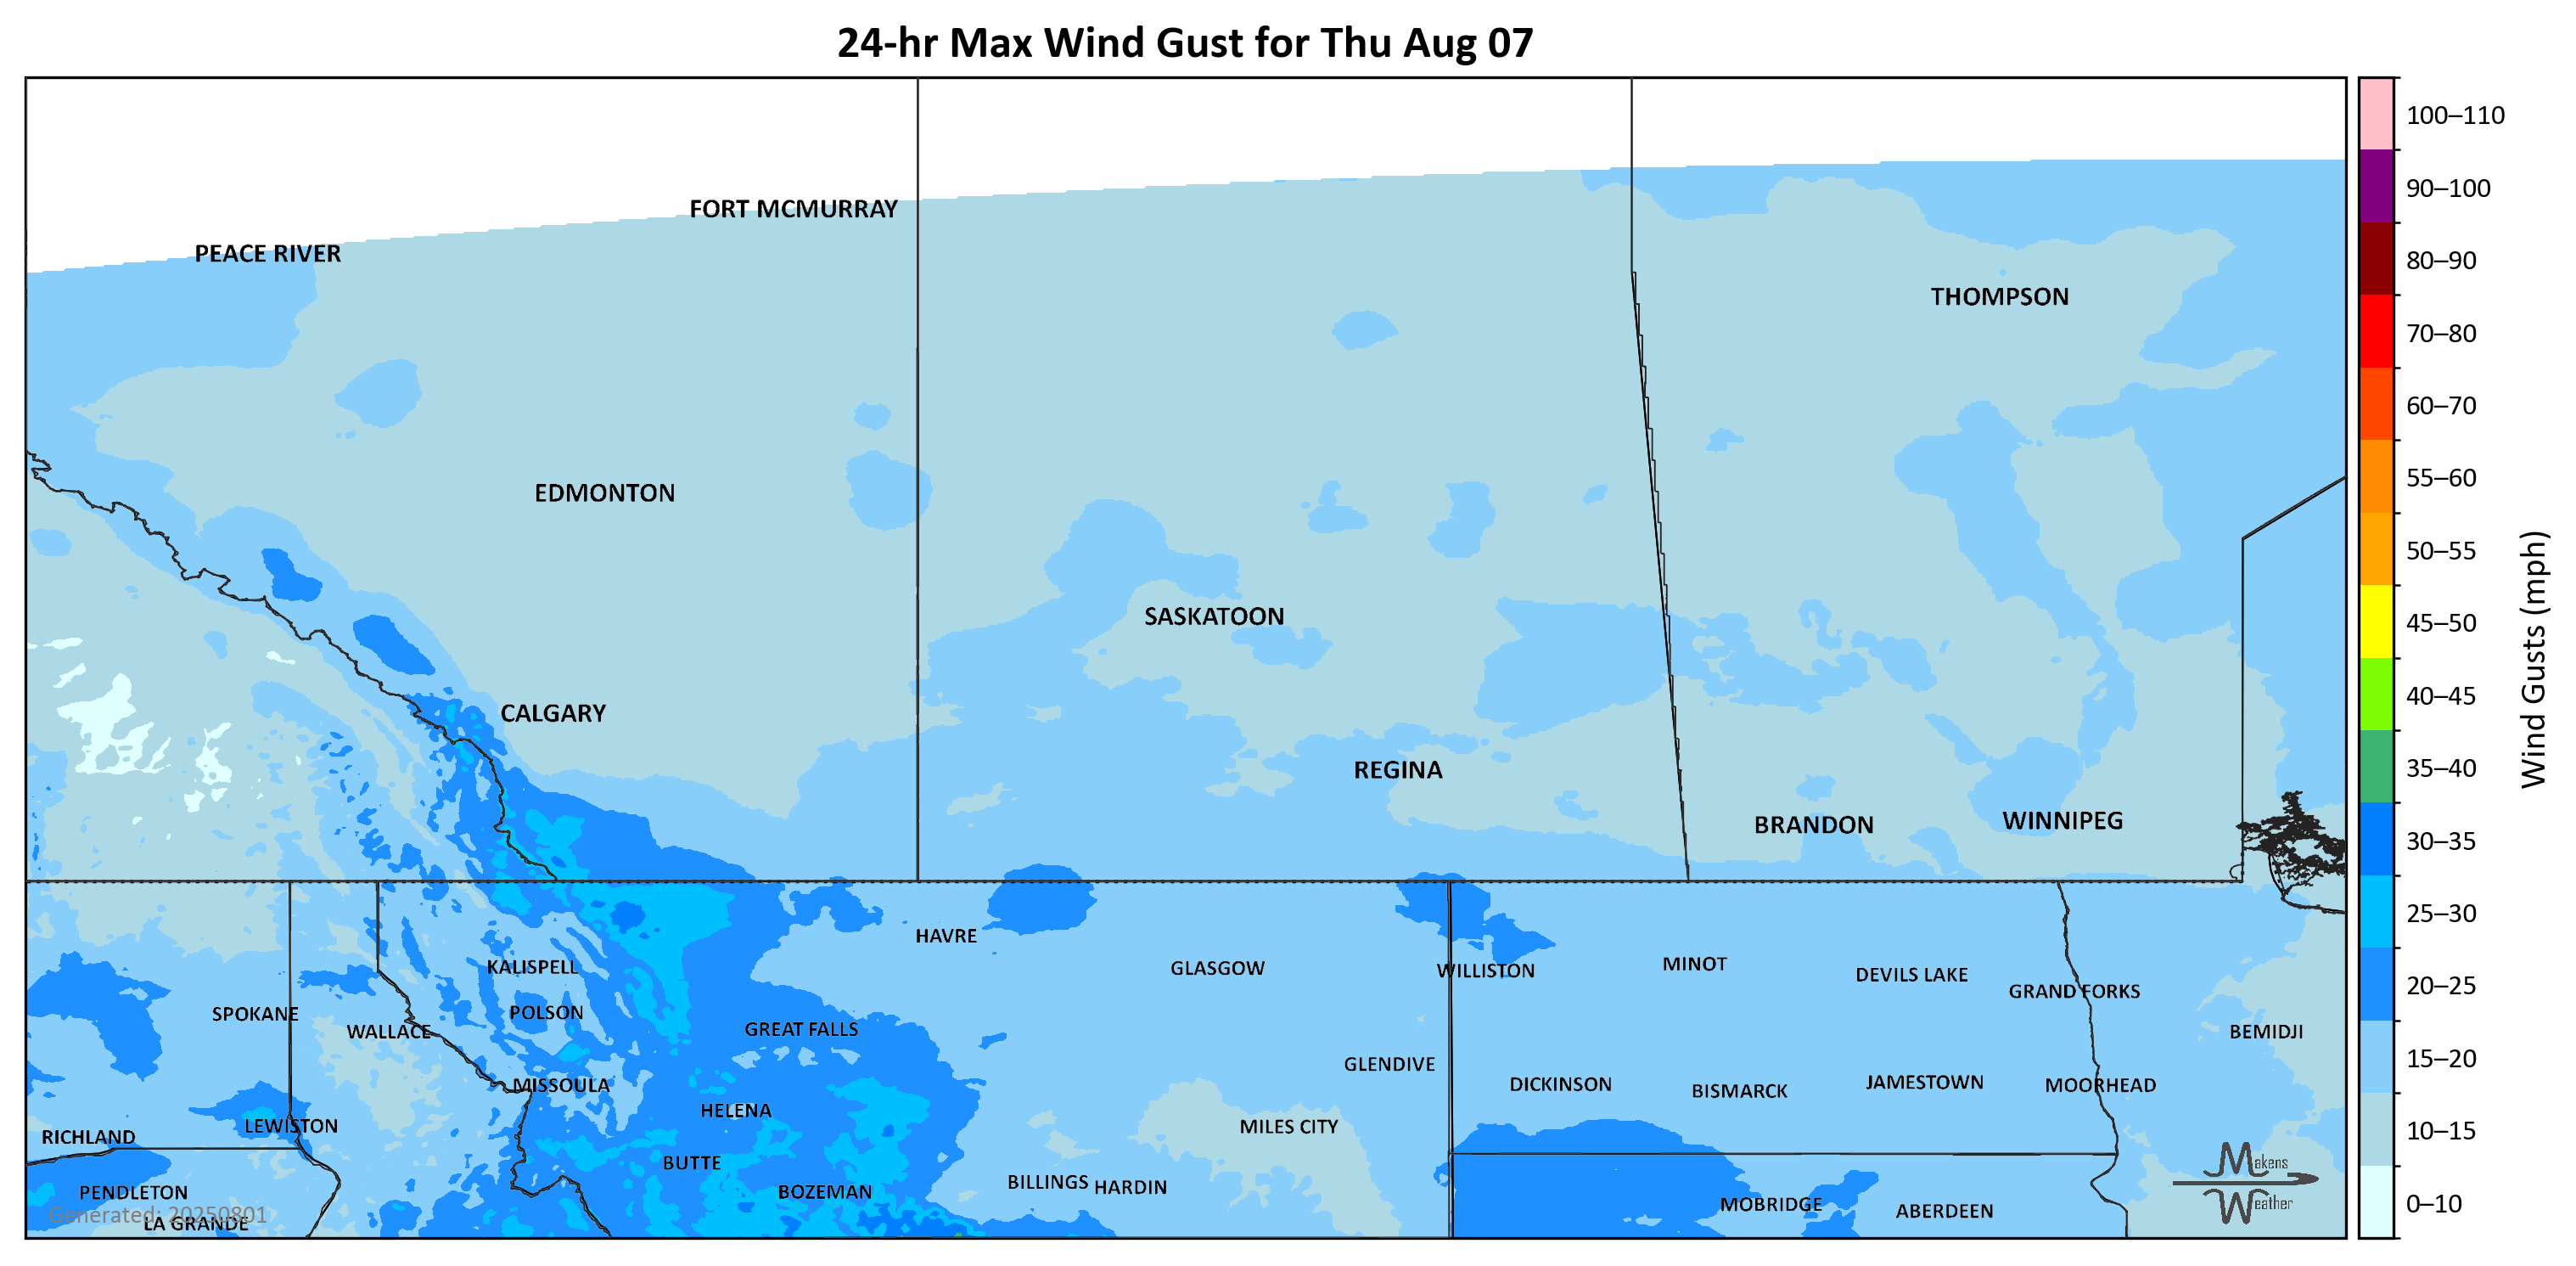 24-hr Max Wind Gust for Thu Aug 07
100–110
90–100
80–90
70–80
60–70
55–60
50–55
45–50
40–45
35–40
30–35
25–30
20–25
15–20
10–15
0–10
Wind Gusts (mph)
FORT MCMURRAY
PEACE RIVER
THOMPSON
EDMONTON
SASKATOON
CALGARY
REGINA
BRANDON
WINNIPEG
HAVRE
KALISPELL
GLASGOW
WILLISTON
MINOT
DEVILS LAKE
GRAND FORKS
SPOKANE
POLSON
WALLACE
GREAT FALLS
BEMIDJI
GLENDIVE
MISSOULA
DICKINSON
BISMARCK
JAMESTOWN
MOORHEAD
HELENA
LEWISTON
MILES CITY
RICHLAND
BUTTE
PENDLETON
BOZEMAN
BILLINGS
HARDIN
MOBRIDGE
ABERDEEN
LA GRANDE
Generated: 20250801
Makens
Weather